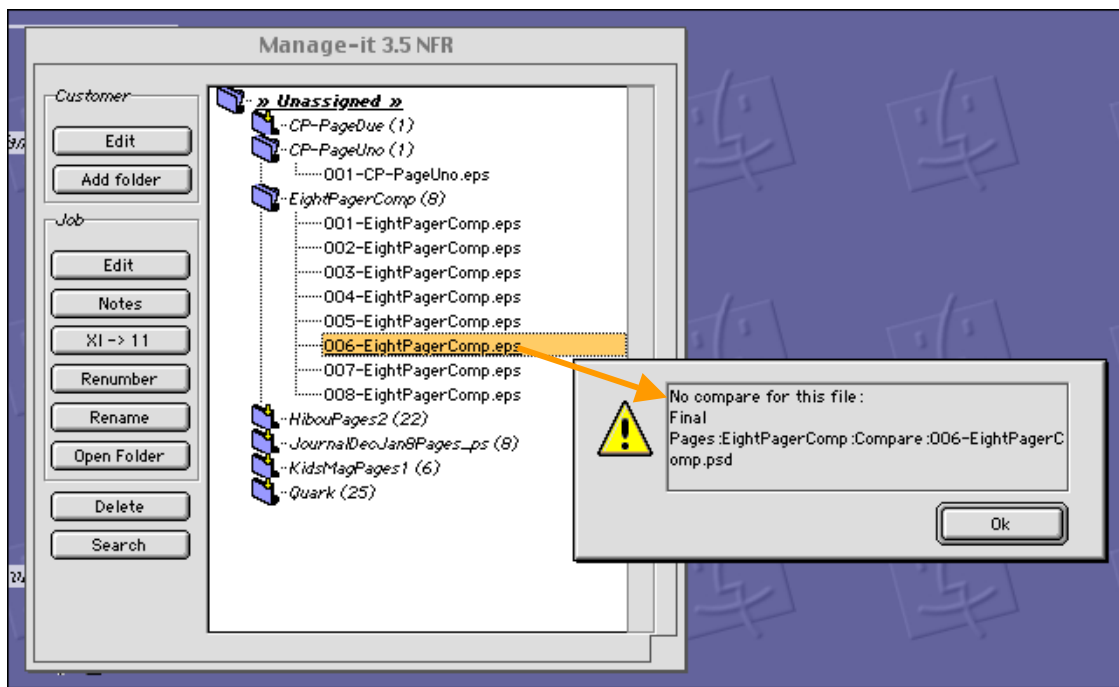 Manage-it 3.5 NFR
Customer
Edit
Add folder
Job
Edit
Notes
XI -> 11
Renumber
Rename
Open Folder
Delete
Search
» Unassigned »
CP-PageDue (1)
CP-PageUno (1)
001-CP-PageUno.eps
EightPagerComp (8)
001-EightPagerComp.eps
002-EightPagerComp.eps
003-EightPagerComp.eps
004-EightPagerComp.eps
005-EightPagerComp.eps
006-EightPagerComp.eps
007-EightPagerComp.eps
008-EightPagerComp.eps
HibouPages2 (22)
JournalDecJan8Pages_ps (8)
KidsMagPages1 (6)
Quark (25)
No compare for this file :
Final
Pages :EightPagerComp :Compare :006-EightPagerC
omp.psd
Ok